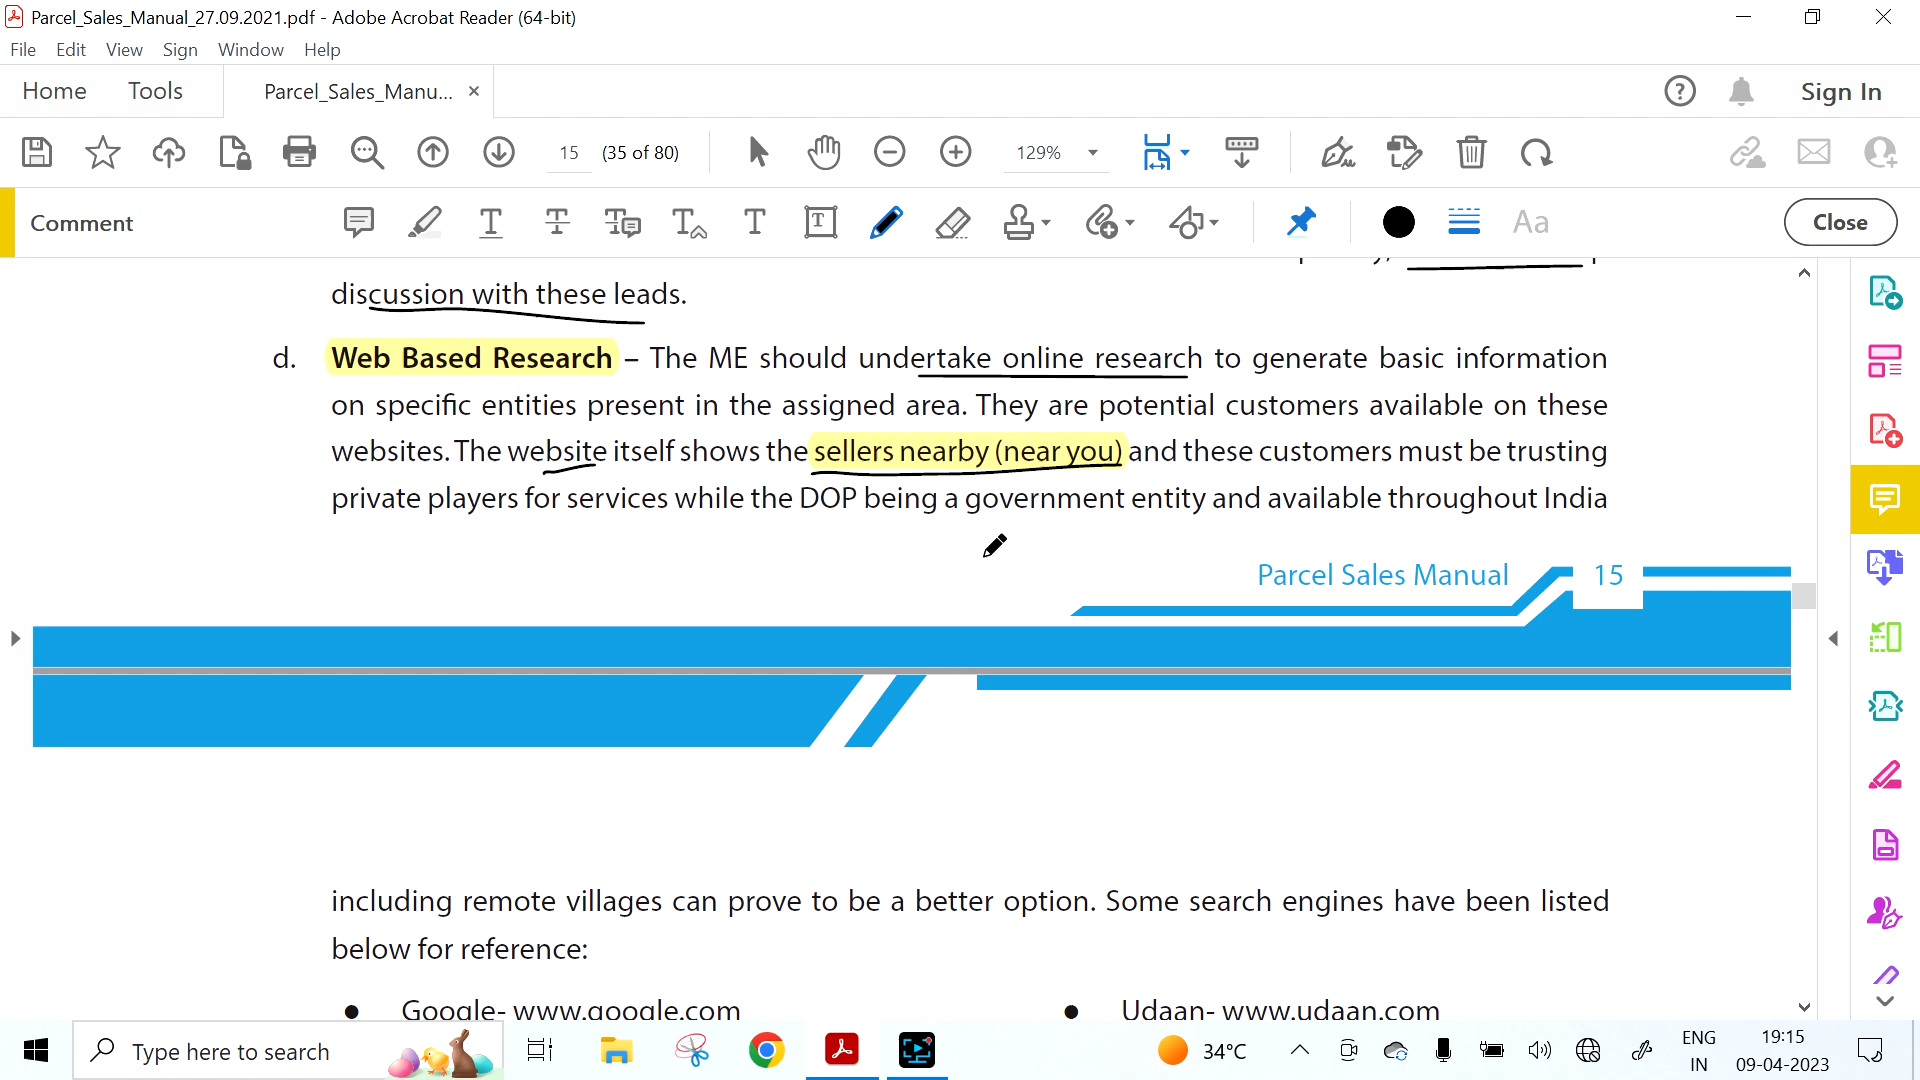 Parcel_Sales_Manual_27.09.2021.pdf - Adobe Acrobat Reader (64-bit)
File Edit View Sign Window Help
Home Tools Parcel_Sales_Manu... × Sign In
15 (35 of 80) 129%
Comment Aa Close
discussion with these leads.
d. Web Based Research – The ME should undertake online research to generate basic information
on specific entities present in the assigned area. They are potential customers available on these
websites. The website itself shows the sellers nearby (near you) and these customers must be trusting
private players for services while the DOP being a government entity and available throughout India
Parcel Sales Manual 15
including remote villages can prove to be a better option. Some search engines have been listed
below for reference:
● Google- www.google.com ● Udaan- www.udaan.com
Type here to search 34°C ENG 19:15
IN 09-04-2023